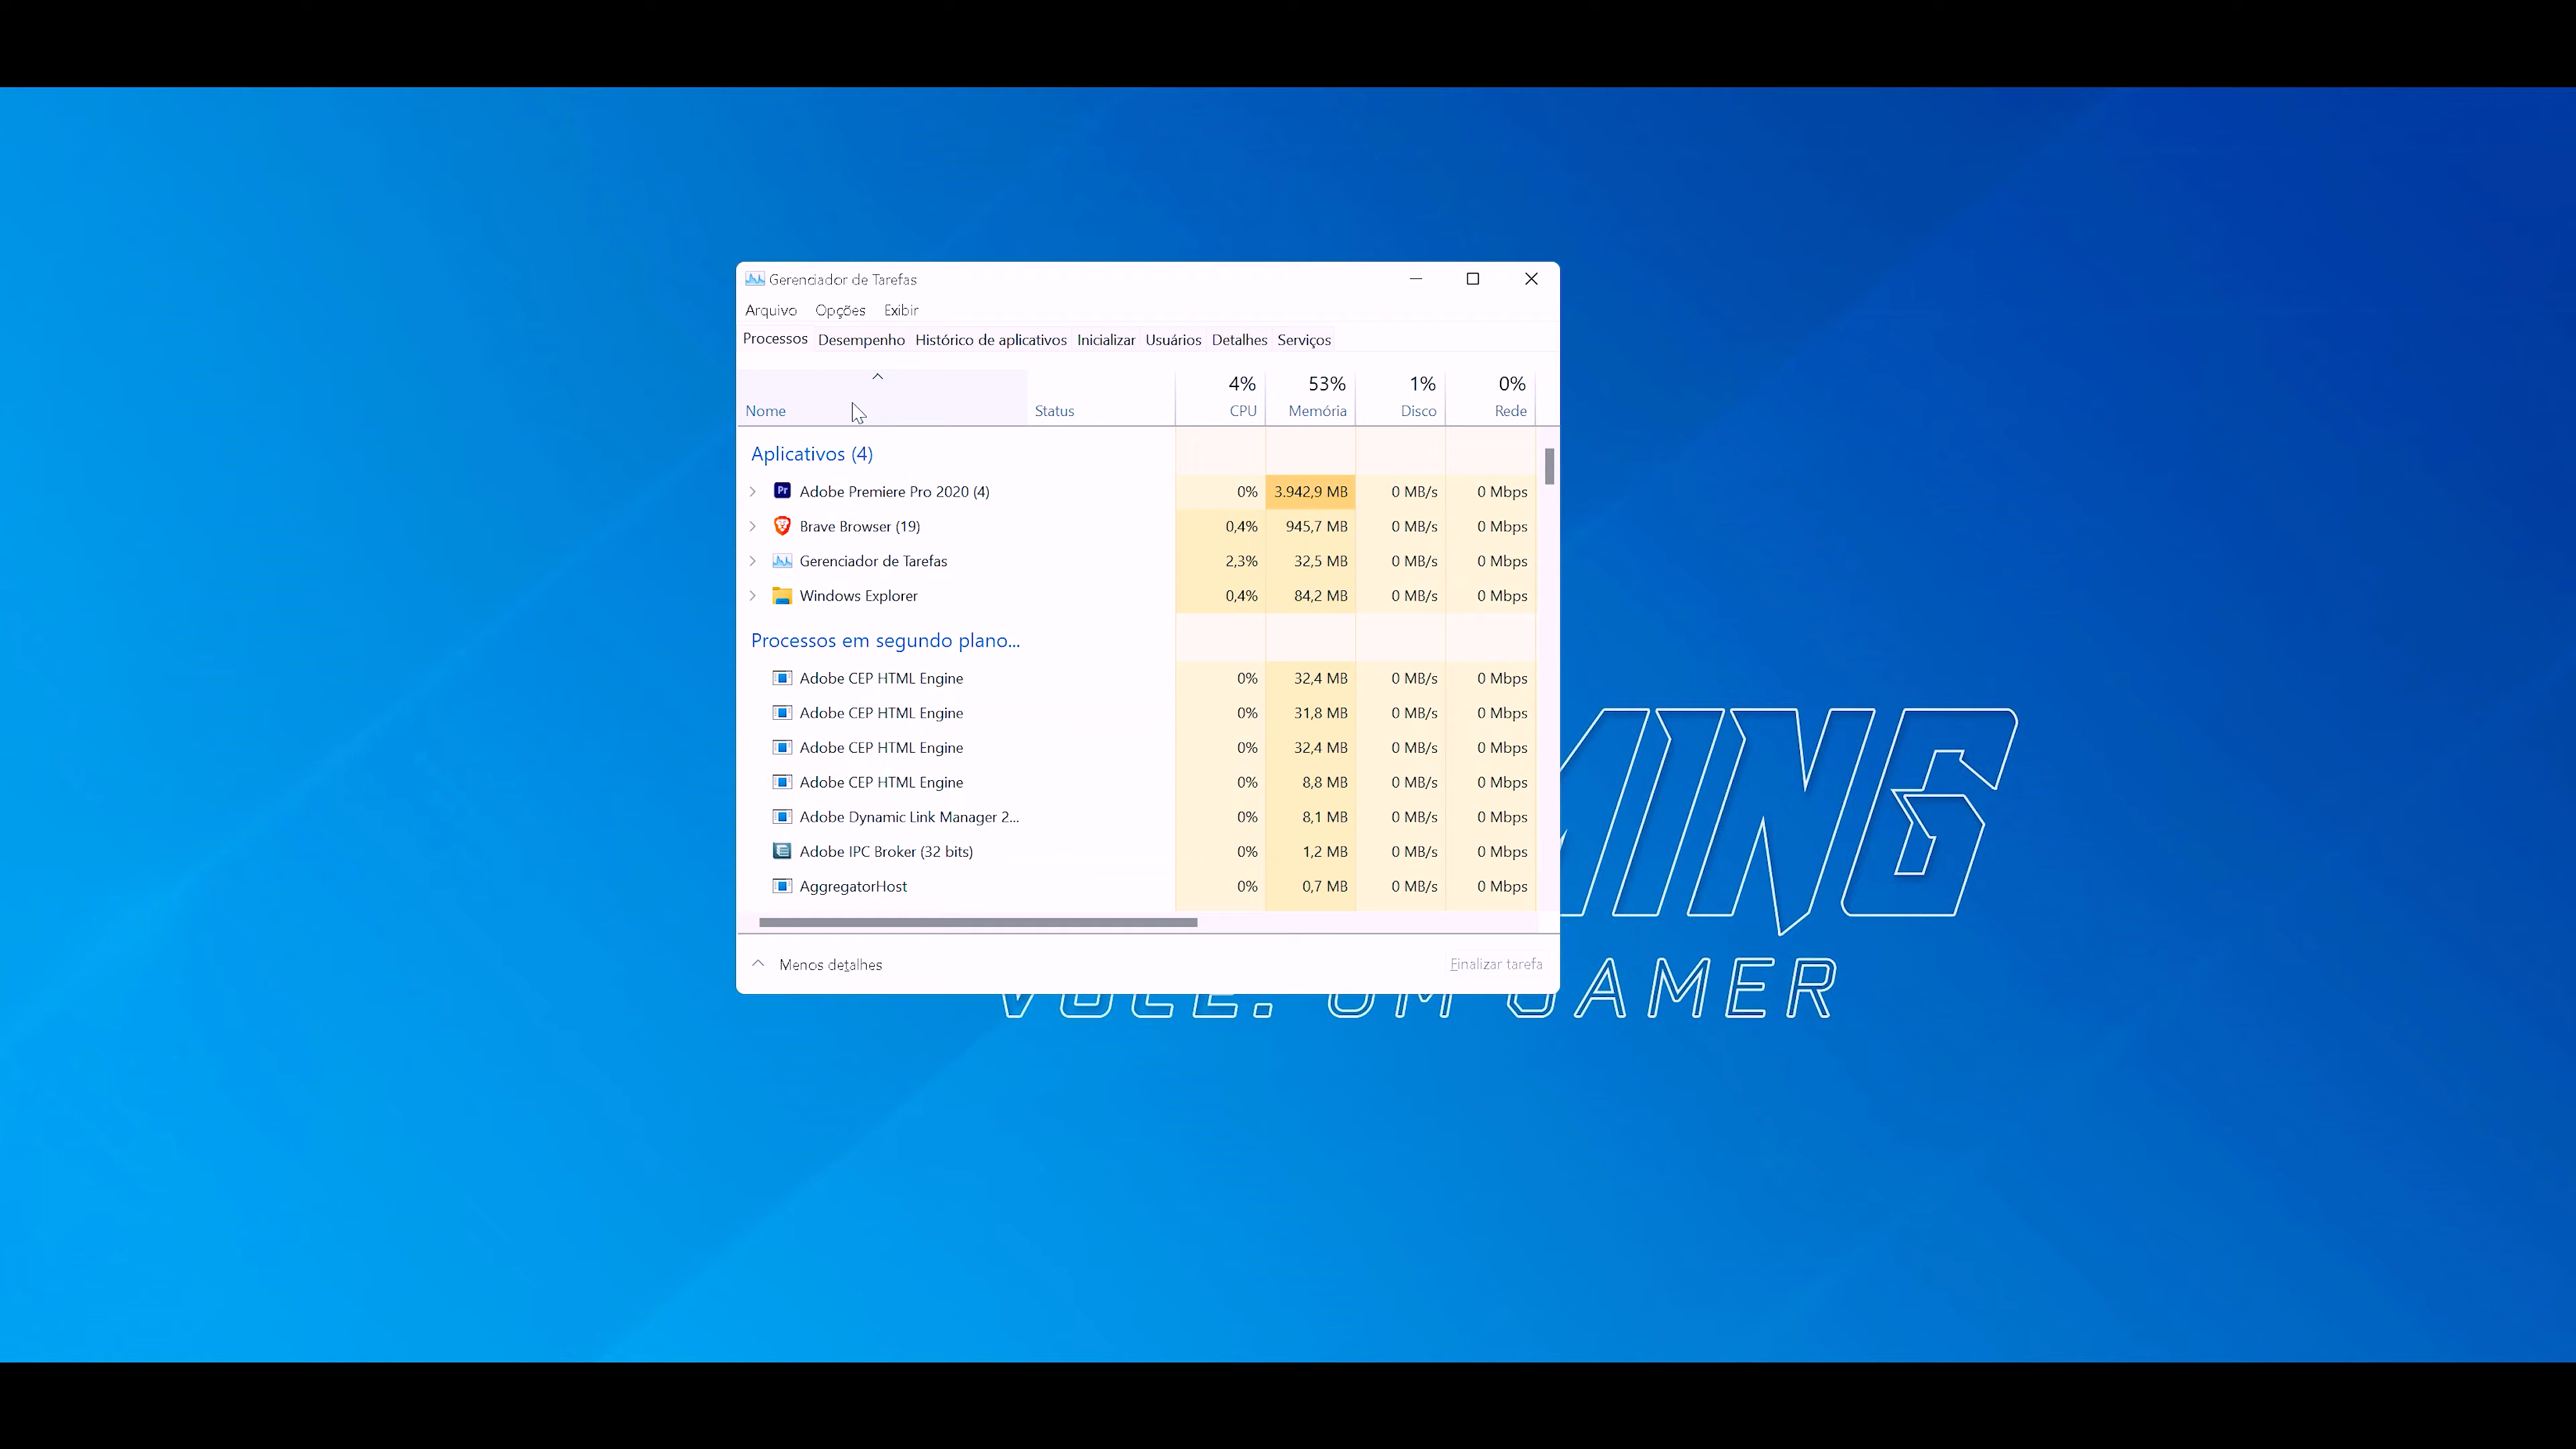 Gerenciador de Tarefas
Arquivo Opções Exibir
Processos Desempenho Histórico de aplicativos Inicializar Usuários Detalhes Serviços
4% 53% 1% 0%
Nome Status CPU Memória Disco Rede
Aplicativos (4)
Pr Adobe Premiere Pro 2020 (4) 0% 3.942,9 MB 0 MB/s 0 Mbps
Brave Browser (19) 0,4% 945,7 MB 0 MB/s 0 Mbps
Gerenciador de Tarefas 2,3% 32,5 MB 0 MB/s 0 Mbps
Windows Explorer 0,4% 84,2 MB 0 MB/s 0 Mbps
Processos em segundo plano...
Adobe CEP HTML Engine 0% 32,4 MB 0 MB/s 0 Mbps
Adobe CEP HTML Engine 0% 31,8 MB 0 MB/s 0 Mbps
Adobe CEP HTML Engine 0% 32,4 MB 0 MB/s 0 Mbps
Adobe CEP HTML Engine 0% 8,8 MB 0 MB/s 0 Mbps
Adobe Dynamic Link Manager 2... 0% 8,1 MB 0 MB/s 0 Mbps
Adobe IPC Broker (32 bits) 0% 1,2 MB 0 MB/s 0 Mbps
AggregatorHost 0% 0,7 MB 0 MB/s 0 Mbps
Menos detalhes Finalizar tarefa
ING
VOCÊ. UM GAMER